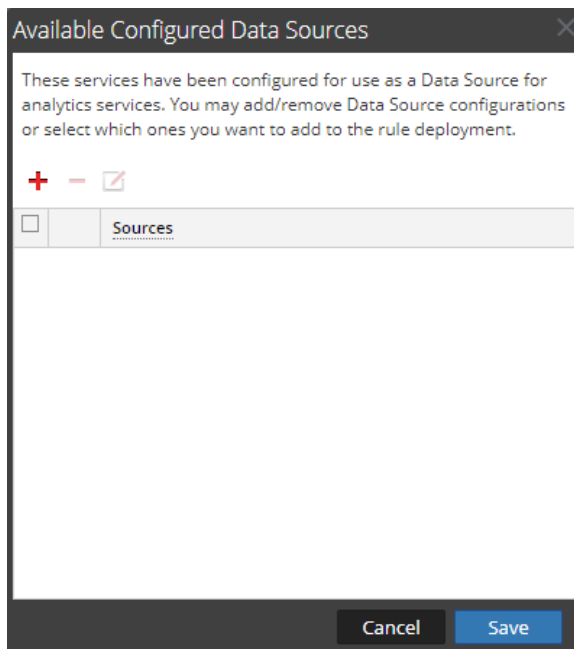 Available Configured Data Sources
These services have been configured for use as a Data Source for
analytics services. You may add/remove Data Source configurations
or select which ones you want to add to the rule deployment.
Sources
Cancel
Save